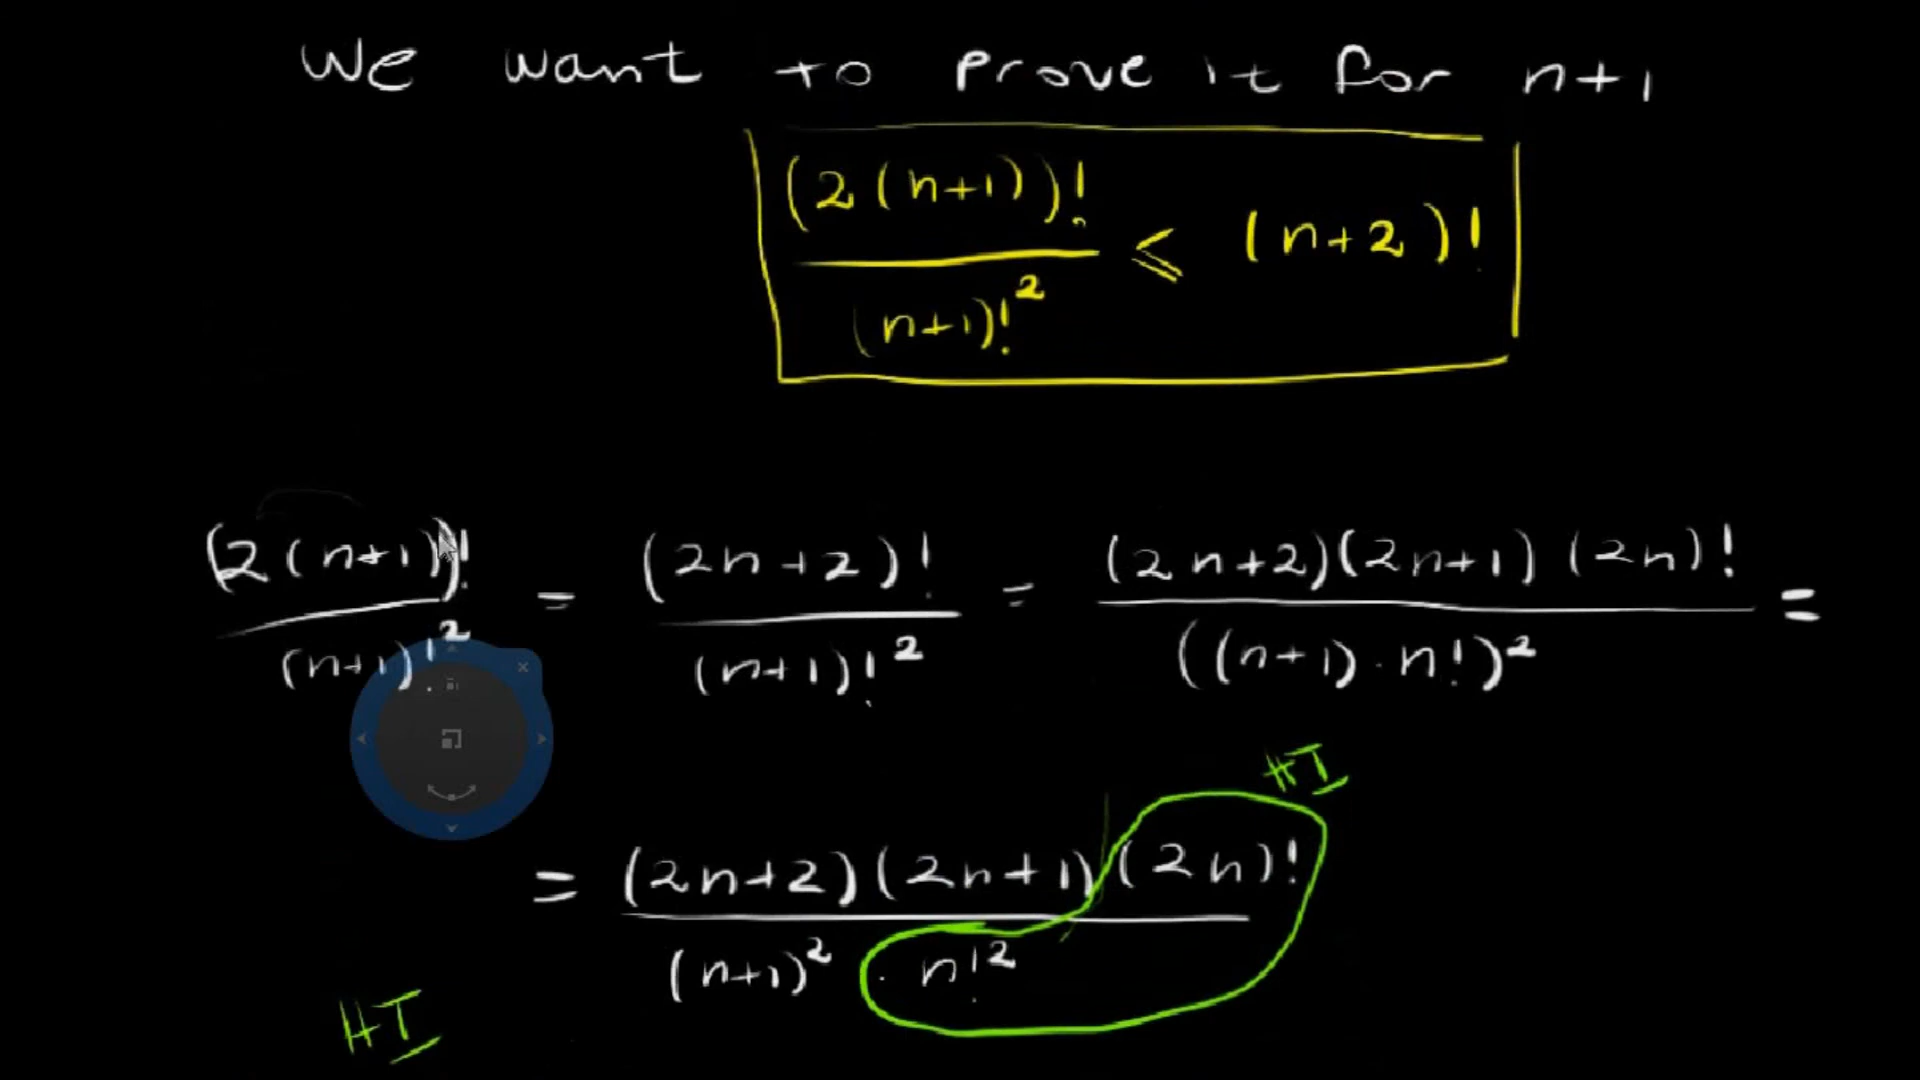 We want to prove it for n+1
(2(n+1))! / (n+1)!² ≤ (n+2)!
(2(n+1))! / (n+1)!² = (2n+2)! / (n+1)!² = (2n+2)(2n+1)(2n)! / ((n+1)·n!)² =
HI
= (2n+2)(2n+1)(2n)! / (n+1)² · n!²
HI